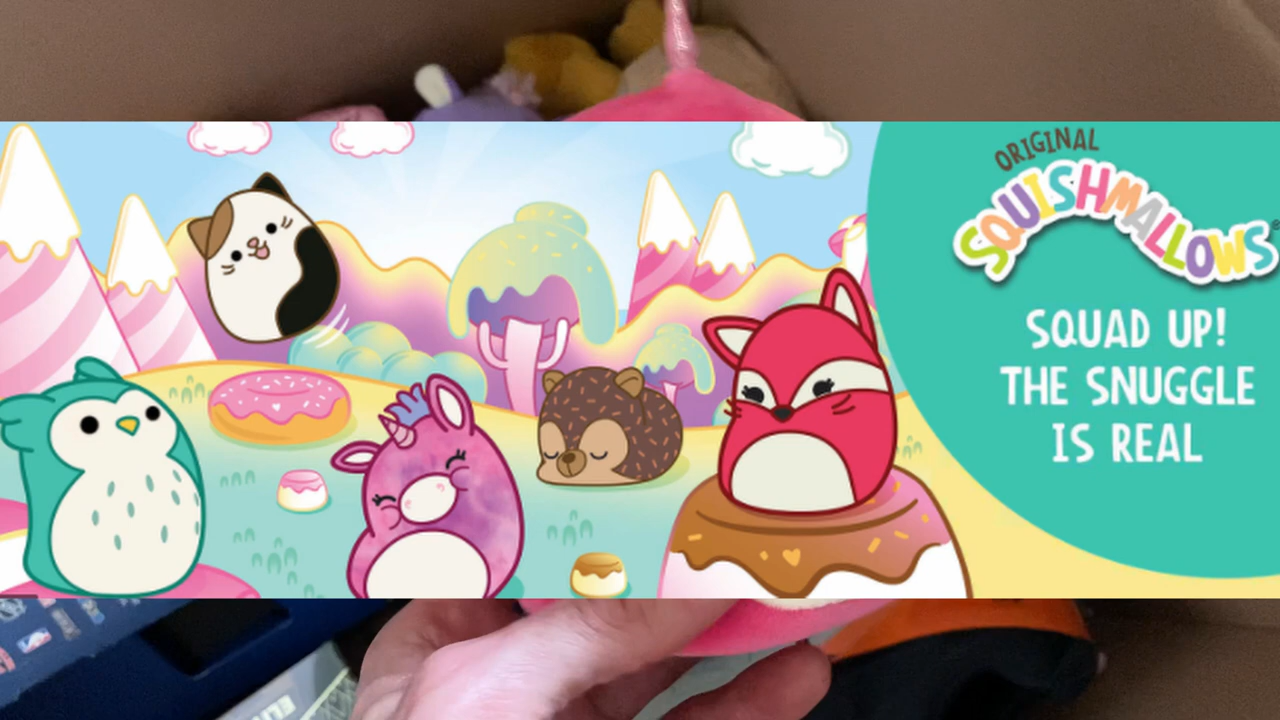 ORIGINAL
SQUISHMALLOWS
SQUAD UP!
THE SNUGGLE
IS REAL